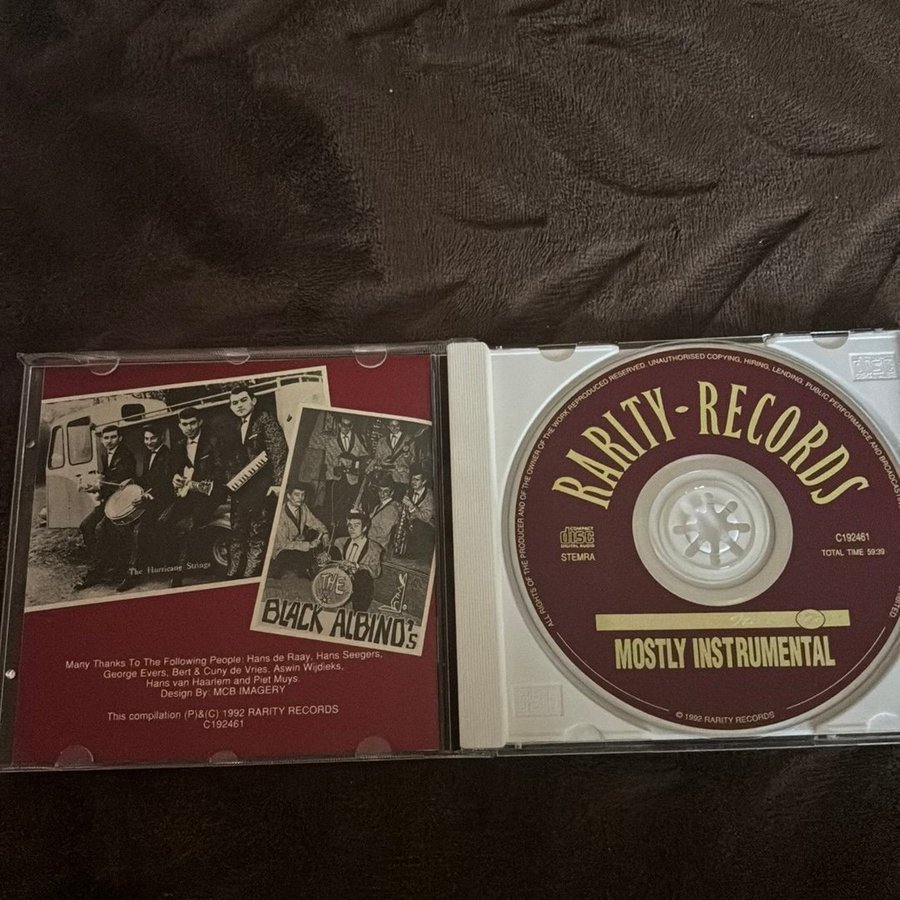 The Hurricane Strings
THE
BLACK ALBINO's
Many Thanks To The Following People: Hans de Raay, Hans Seegers,
George Evers, Bert & Cuny de Vries, Aswin Wijdieks,
Hans van Haarlem and Piet Muys.
Design By: MCB IMAGERY
This compilation (P)&(C) 1992 RARITY RECORDS
C192461
ALL RIGHTS OF THE PRODUCER AND OF THE OWNER OF THE WORK REPRODUCED RESERVED. UNAUTHORISED COPYING, HIRING, LENDING, PUBLIC PERFORMANCE AND BROADCASTING
RARITY-RECORDS
COMPACT
disc
DIGITAL AUDIO
STEMRA
C192461
TOTAL TIME 59:39
MOSTLY INSTRUMENTAL
© 1992 RARITY RECORDS